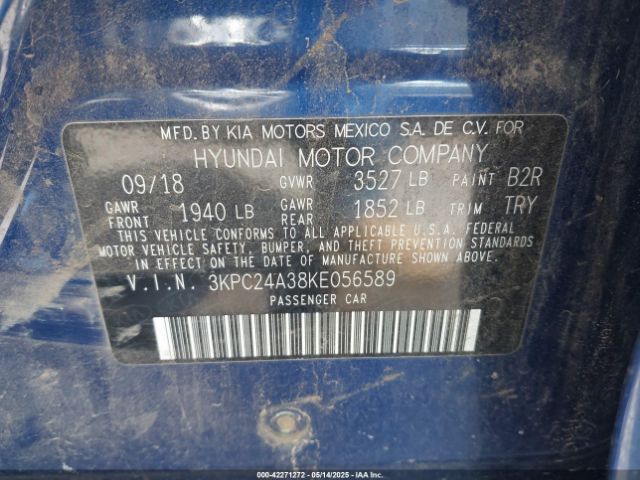 MFD. BY KIA MOTORS MEXICO S.A. DE C.V. FOR
HYUNDAI MOTOR COMPANY
09/18 GVWR 3527 LB PAINT B2R
GAWR FRONT 1940 LB GAWR REAR 1852 LB TRIM TRY
THIS VEHICLE CONFORMS TO ALL APPLICABLE U.S.A. FEDERAL
MOTOR VEHICLE SAFETY, BUMPER, AND THEFT PREVENTION
STANDARDS IN EFFECT ON THE DATE OF MANUFACTURE SHOWN ABOVE.
V.I.N. 3KPC24A38KE056589
PASSENGER CAR
000-42271272 05/14/2025 IAAI.COM